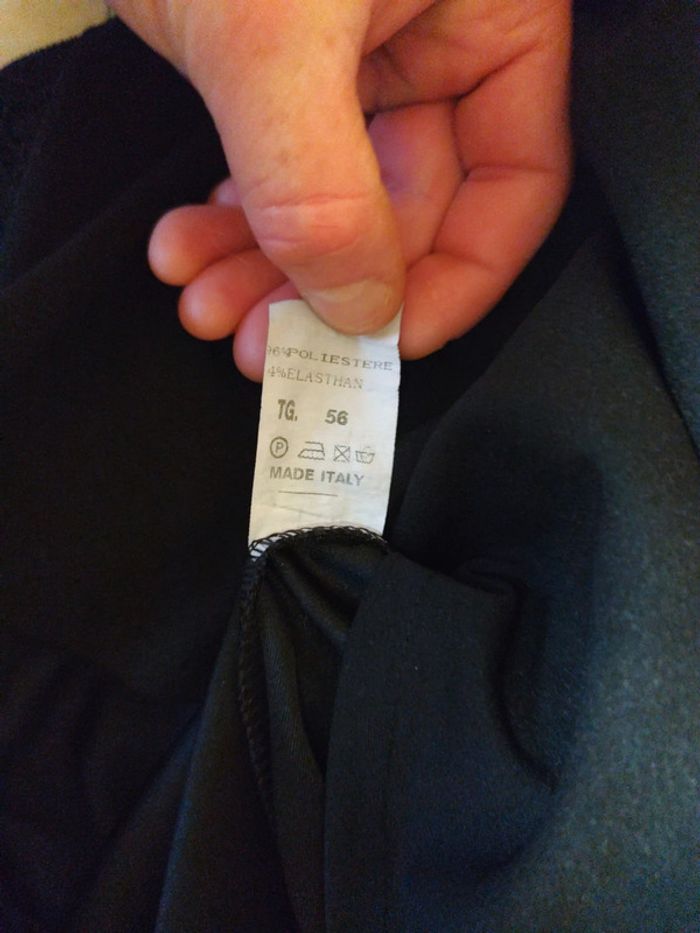 96%POLIESTERE
4%ELASTHAN
TG. 56
P
MADE ITALY